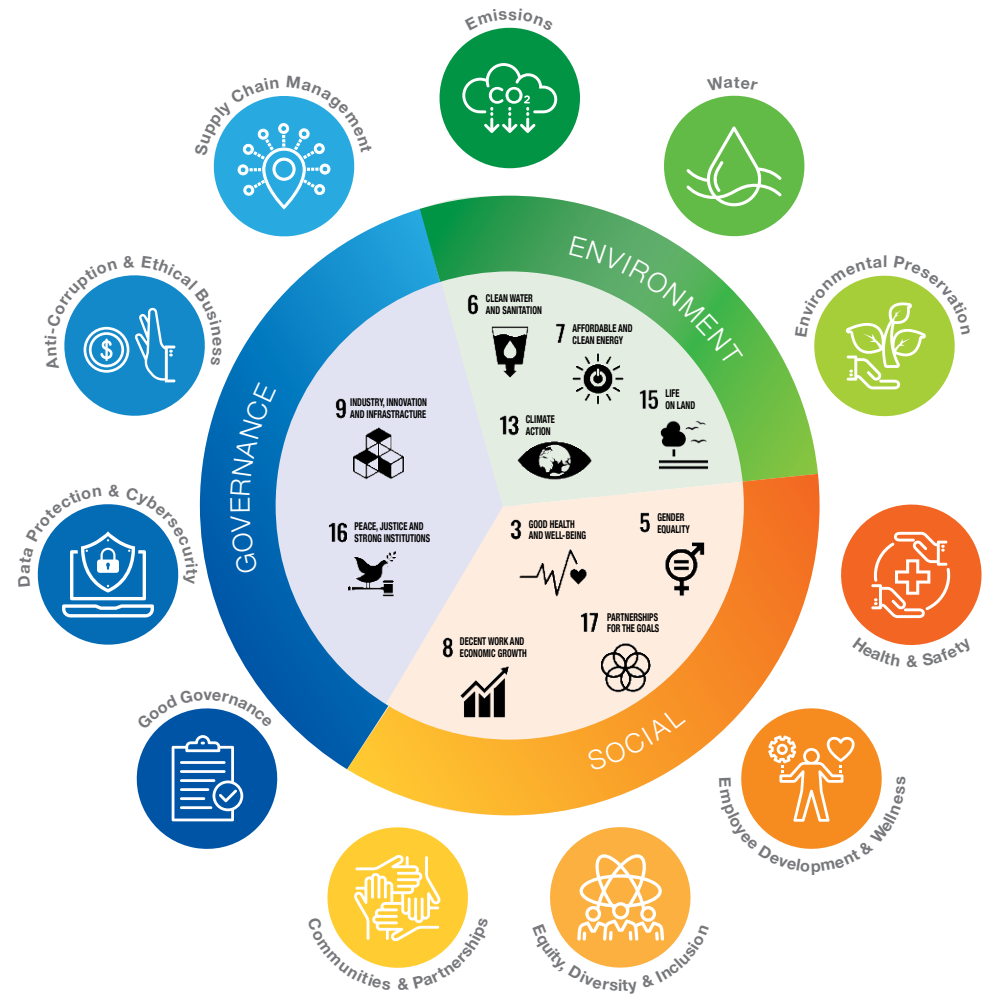 Emissions
CO₂
Water
Environmental Preservation
Health & Safety
Employee Development & Wellness
Equity, Diversity & Inclusion
Communities & Partnerships
Good Governance
Data Protection & Cybersecurity
Anti-Corruption & Ethical Business
$
Supply Chain Management
ENVIRONMENT
6 CLEAN WATER
AND SANITATION
7 AFFORDABLE AND
CLEAN ENERGY
15 LIFE
ON LAND
13 CLIMATE
ACTION
SOCIAL
3 GOOD HEALTH
AND WELL-BEING
5 GENDER
EQUALITY
17 PARTNERSHIPS
FOR THE GOALS
8 DECENT WORK AND
ECONOMIC GROWTH
GOVERNANCE
9 INDUSTRY, INNOVATION
AND INFRASTRACTURE
16 PEACE, JUSTICE AND
STRONG INSTITUTIONS